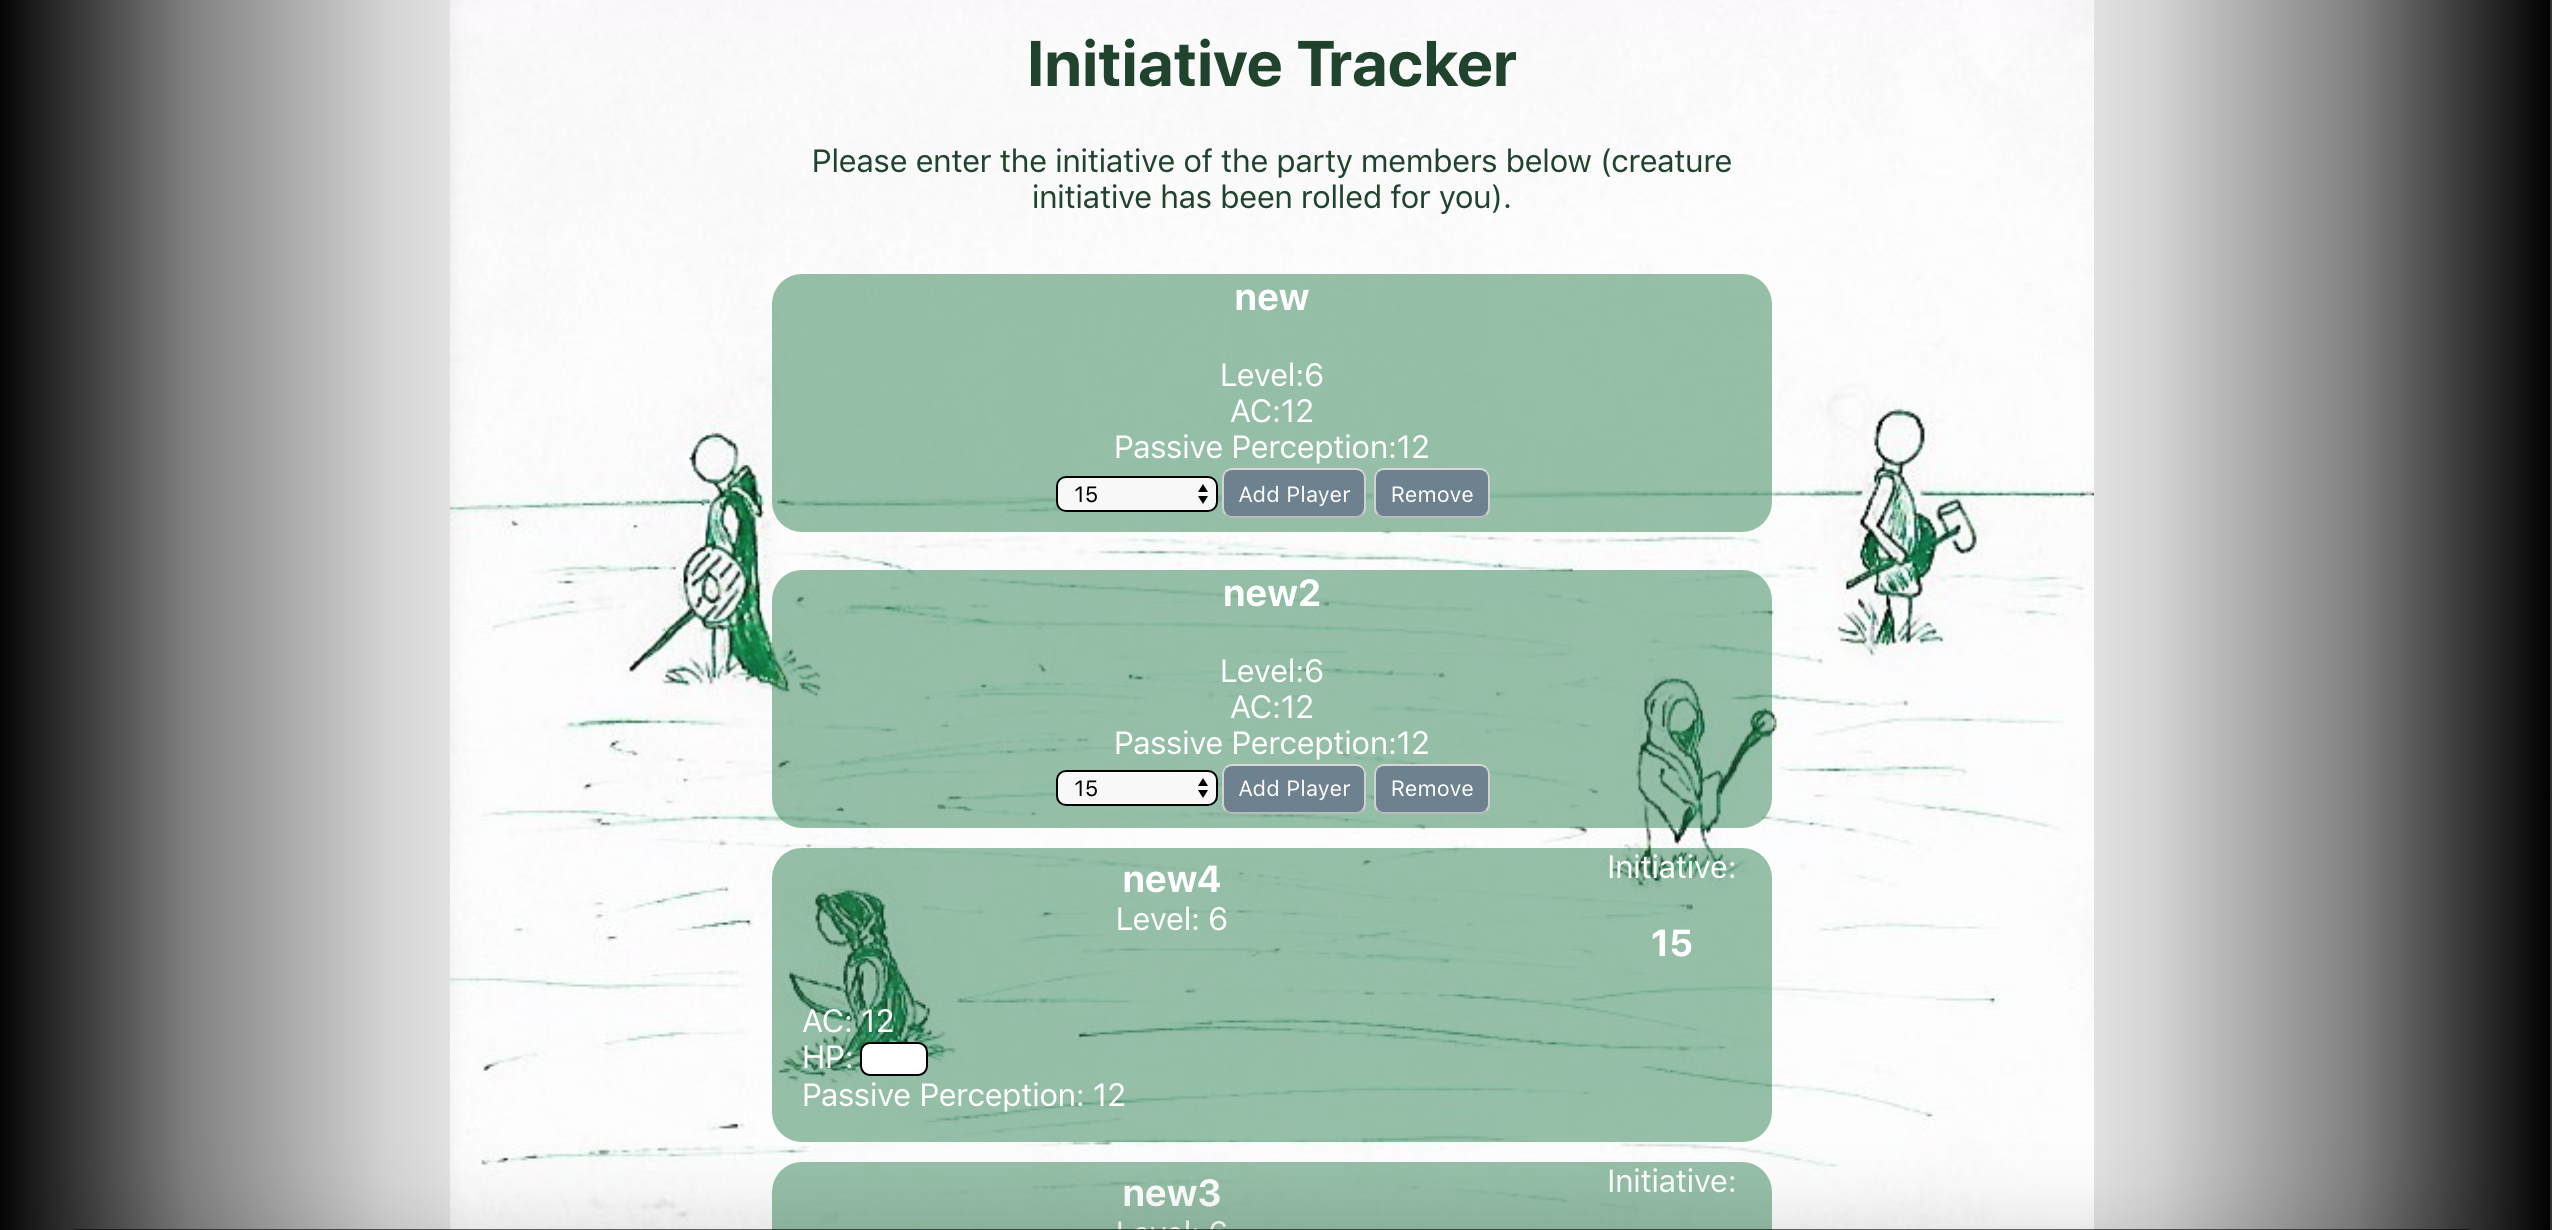 Initiative Tracker
Please enter the initiative of the party members below (creature
initiative has been rolled for you).
new
Level:6
AC:12
Passive Perception:12
15 Add Player Remove
new2
Level:6
AC:12
Passive Perception:12
15 Add Player Remove
new4
Initiative:
Level: 6
15
AC: 12
HP:
Passive Perception: 12
new3
Initiative:
Level: 6